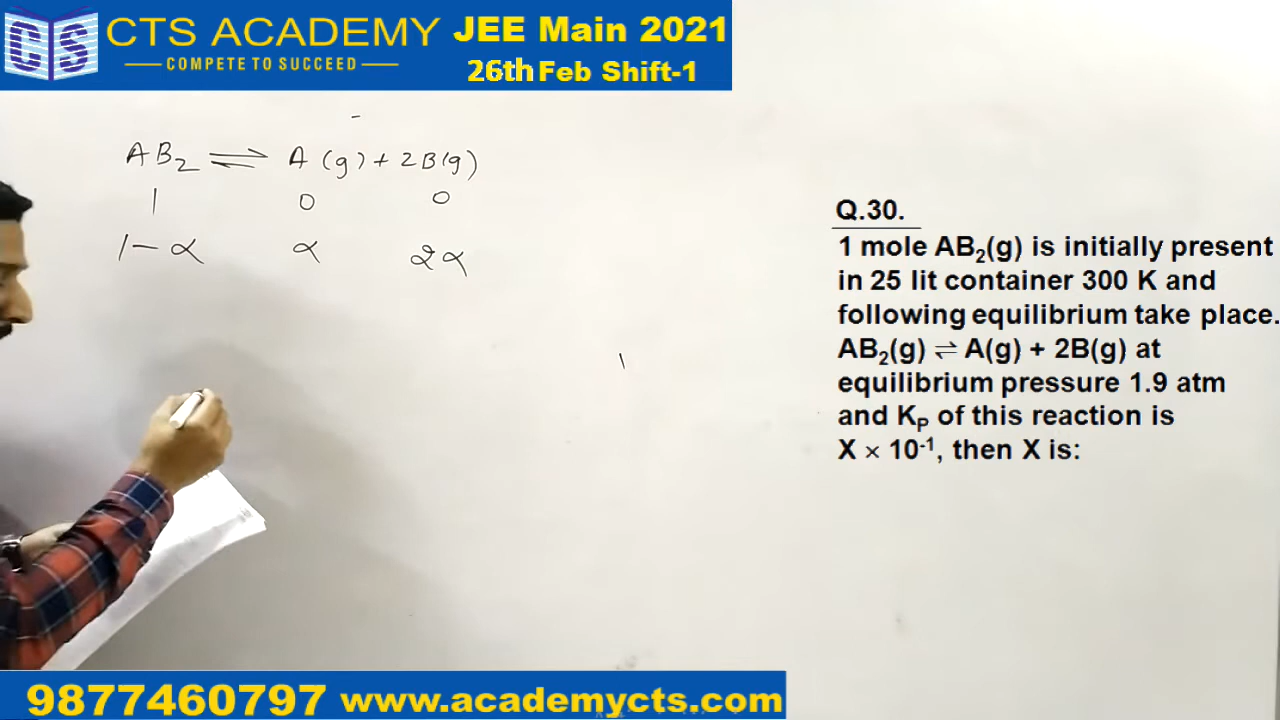 CTS ACADEMY
COMPETE TO SUCCEED
JEE Main 2021
26th Feb Shift-1
AB₂ ⇌ A (g) + 2B(g)
1 0 0
1-α α 2α
Q.30.
1 mole AB₂(g) is initially present
in 25 lit container 300 K and
following equilibrium take place.
AB₂(g) ⇌ A(g) + 2B(g) at
equilibrium pressure 1.9 atm
and K_P of this reaction is
X × 10⁻¹, then X is:
9877460797 www.academycts.com